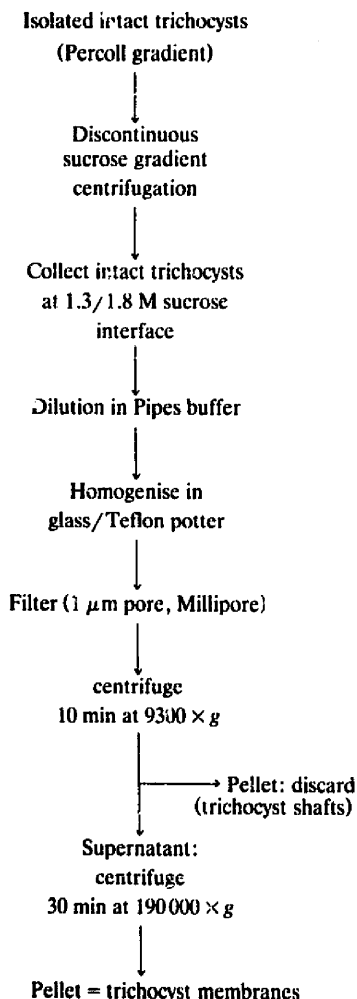 Isolated intact trichocysts
(Percoll gradient)
Discontinuous
sucrose gradient
centrifugation
Collect intact trichocysts
at 1.3/1.8 M sucrose
interface
Dilution in Pipes buffer
Homogenise in
glass/Teflon potter
Filter (1 μm pore, Millipore)
centrifuge
10 min at 9300 × g
Pellet: discard
(trichocyst shafts)
Supernatant:
centrifuge
30 min at 190 000 × g
Pellet = trichocyst membranes